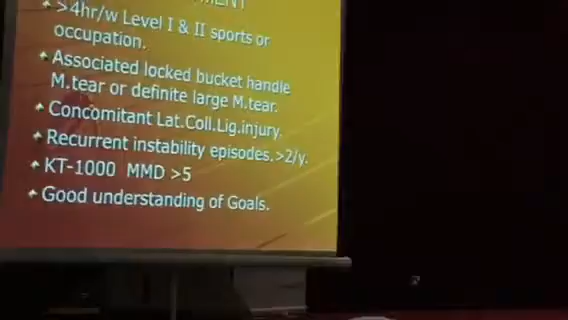 >4hr/w Level I & II sports or
occupation.
Associated locked bucket handle
M.tear or definite large M.tear.
Concomitant Lat.Coll.Lig.injury.
Recurrent instability episodes.>2/y.
KT-1000 MMD >5
Good understanding of Goals.